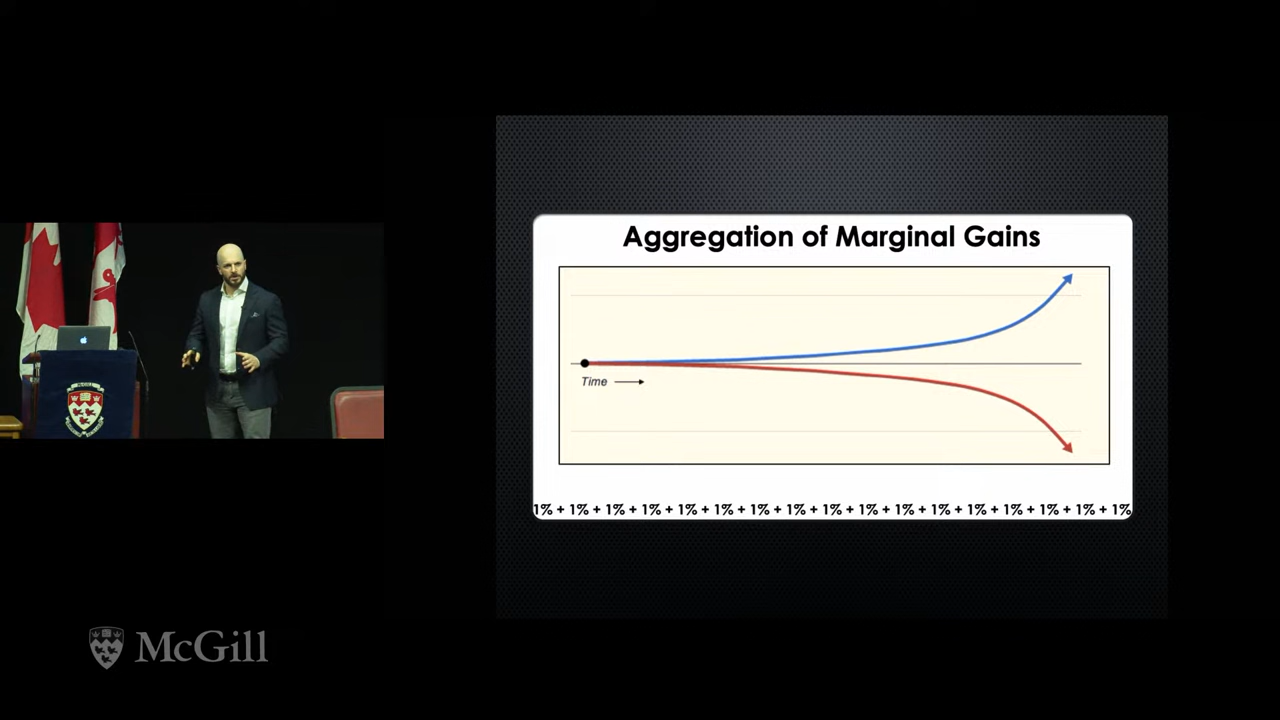 Aggregation of Marginal Gains
Time
1% + 1% + 1% + 1% + 1% + 1% + 1% + 1% + 1% + 1% + 1% + 1% + 1% + 1% + 1% + 1% + 1%
McGill